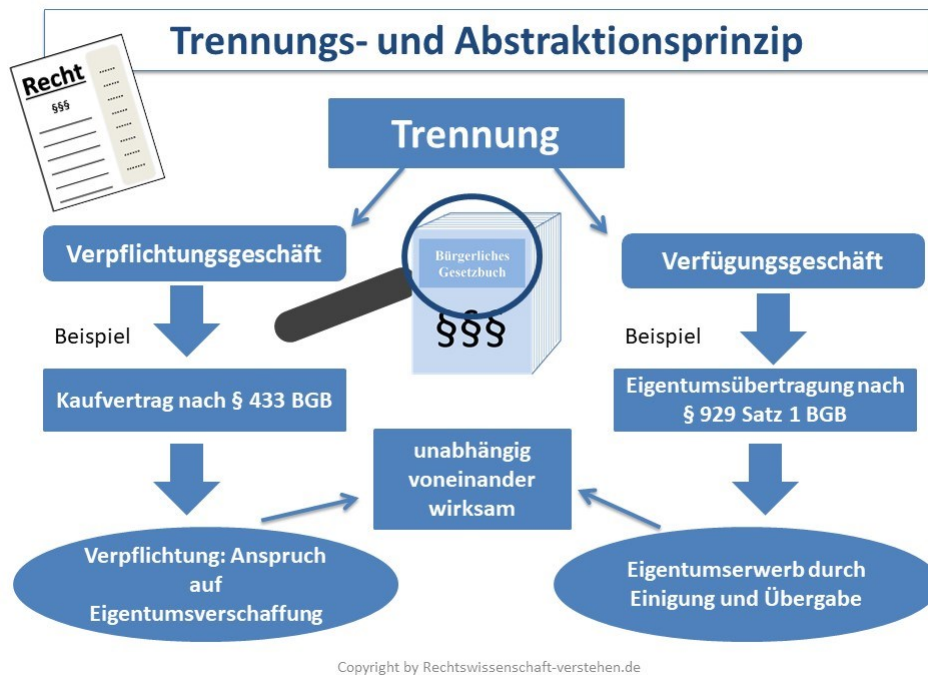 Trennungs- und Abstraktionsprinzip
Recht
§§§
Trennung
Verpflichtungsgeschäft
Bürgerliches
Gesetzbuch
§§§
Verfügungsgeschäft
Beispiel
Beispiel
Kaufvertrag nach § 433 BGB
Eigentumsübertragung nach
§ 929 Satz 1 BGB
unabhängig
voneinander
wirksam
Verpflichtung: Anspruch
auf
Eigentumsverschaffung
Eigentumserwerb durch
Einigung und Übergabe
Copyright by Rechtswissenschaft-verstehen.de